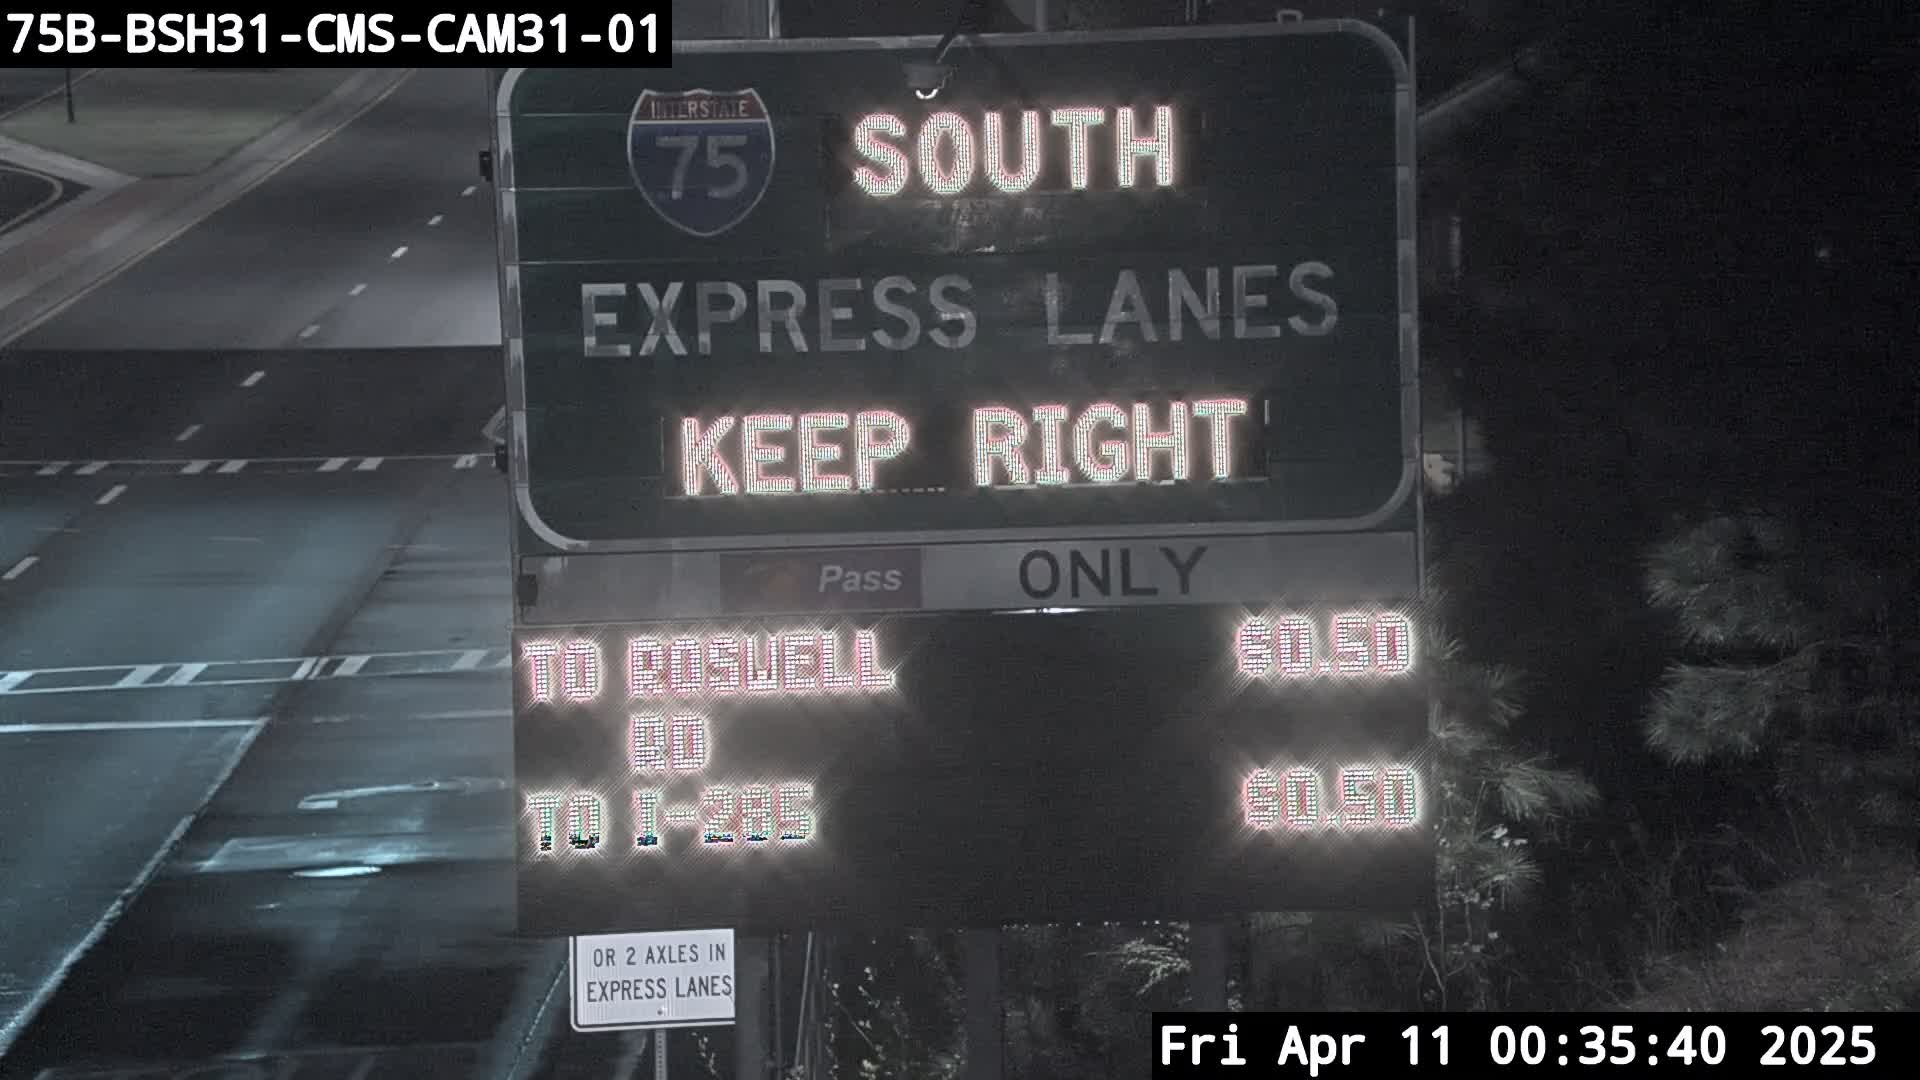 75B-BSH31-CMS-CAM31-01
INTERSTATE
75
SOUTH
EXPRESS LANES
KEEP RIGHT
Pass ONLY
TO ROSWELL $0.50
RD
TO I-285 $0.50
OR 2 AXLES IN
EXPRESS LANES
Fri Apr 11 00:35:40 2025